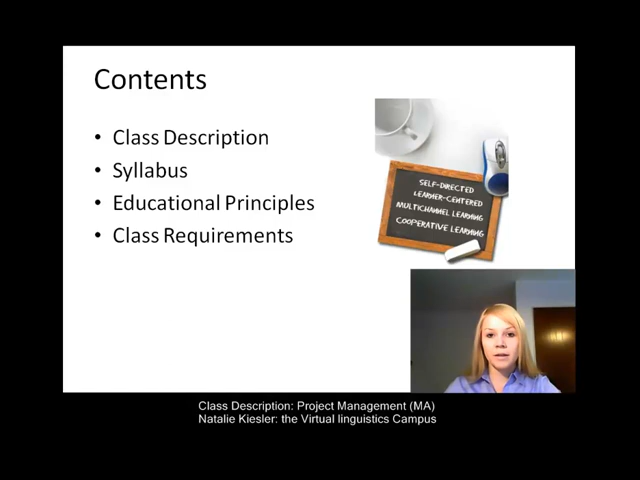 Contents
• Class Description
• Syllabus
• Educational Principles
• Class Requirements
SELF-DIRECTED
LEARNER-CENTERED
MULTICHANNEL LEARNING
COOPERATIVE LEARNING
Class Description: Project Management (MA)
Natalie Kiesler: the Virtual linguistics Campus